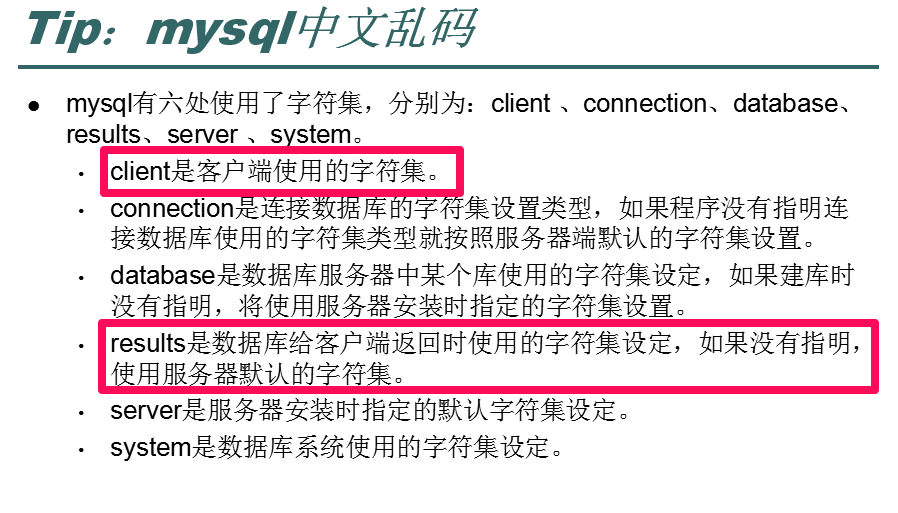 Tip：mysql中文乱码
● mysql有六处使用了字符集，分别为：client 、connection、database、
results、server 、system。
• client是客户端使用的字符集。
• connection是连接数据库的字符集设置类型，如果程序没有指明连
接数据库使用的字符集类型就按照服务器端默认的字符集设置。
• database是数据库服务器中某个库使用的字符集设定，如果建库时
没有指明，将使用服务器安装时指定的字符集设置。
• results是数据库给客户端返回时使用的字符集设定，如果没有指明，
使用服务器默认的字符集。
• server是服务器安装时指定的默认字符集设定。
• system是数据库系统使用的字符集设定。